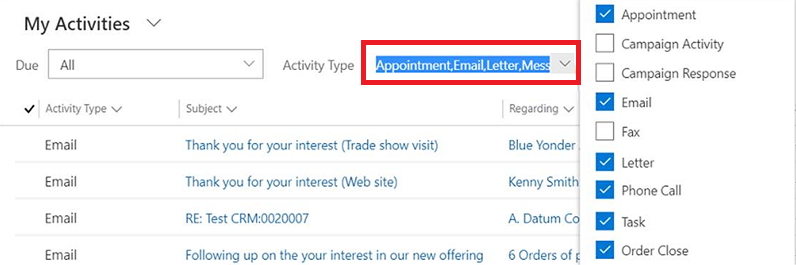 My Activities
Due All Activity Type Appointment,Email,Letter,Mess
Activity Type Subject Regarding
Email Thank you for your interest (Trade show visit) Blue Yonder
Email Thank you for your interest (Web site) Kenny Smith
Email RE: Test CRM:0020007 A. Datum Co
Email Following up on the your interest in our new offering 6 Orders of p
Appointment
Campaign Activity
Campaign Response
Email
Fax
Letter
Phone Call
Task
Order Close